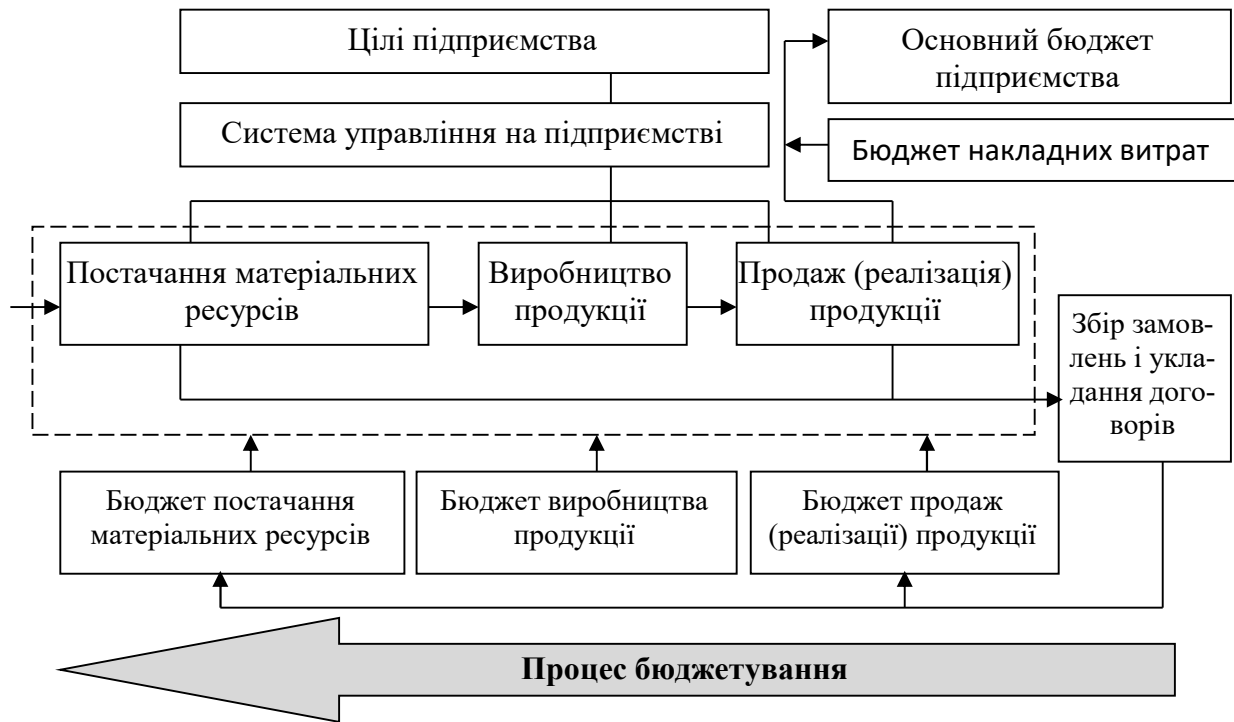 Цілі підприємства
Основний бюджет
підприємства
Система управління на підприємстві
Бюджет накладних витрат
Постачання матеріальних
ресурсів
Виробництво
продукції
Продаж (реалізація)
продукції
Збір замов-
лень і укла-
дання дого-
ворів
Бюджет постачання
матеріальних ресурсів
Бюджет виробництва
продукції
Бюджет продаж
(реалізації) продукції
Процес бюджетування